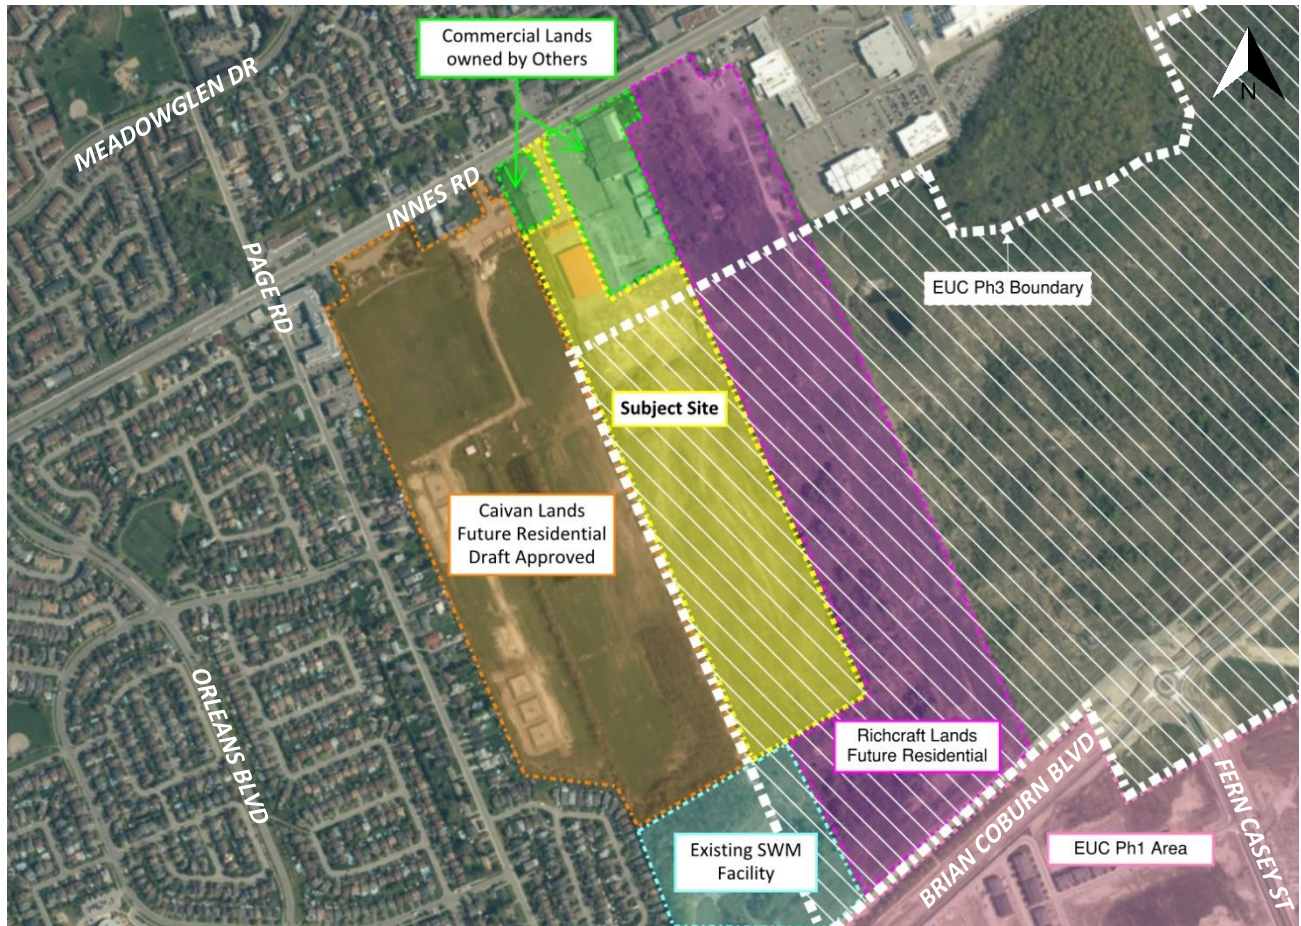 Commercial Lands
owned by Others
MEADOWGLEN DR
N
INNES RD
PAGE RD
EUC Ph3 Boundary
Subject Site
Caivan Lands
Future Residential
Draft Approved
ORLEANS BLVD
Richcraft Lands
Future Residential
BRIAN COBURN BLVD
FERN CASEY ST
Existing SWM
Facility
EUC Ph1 Area